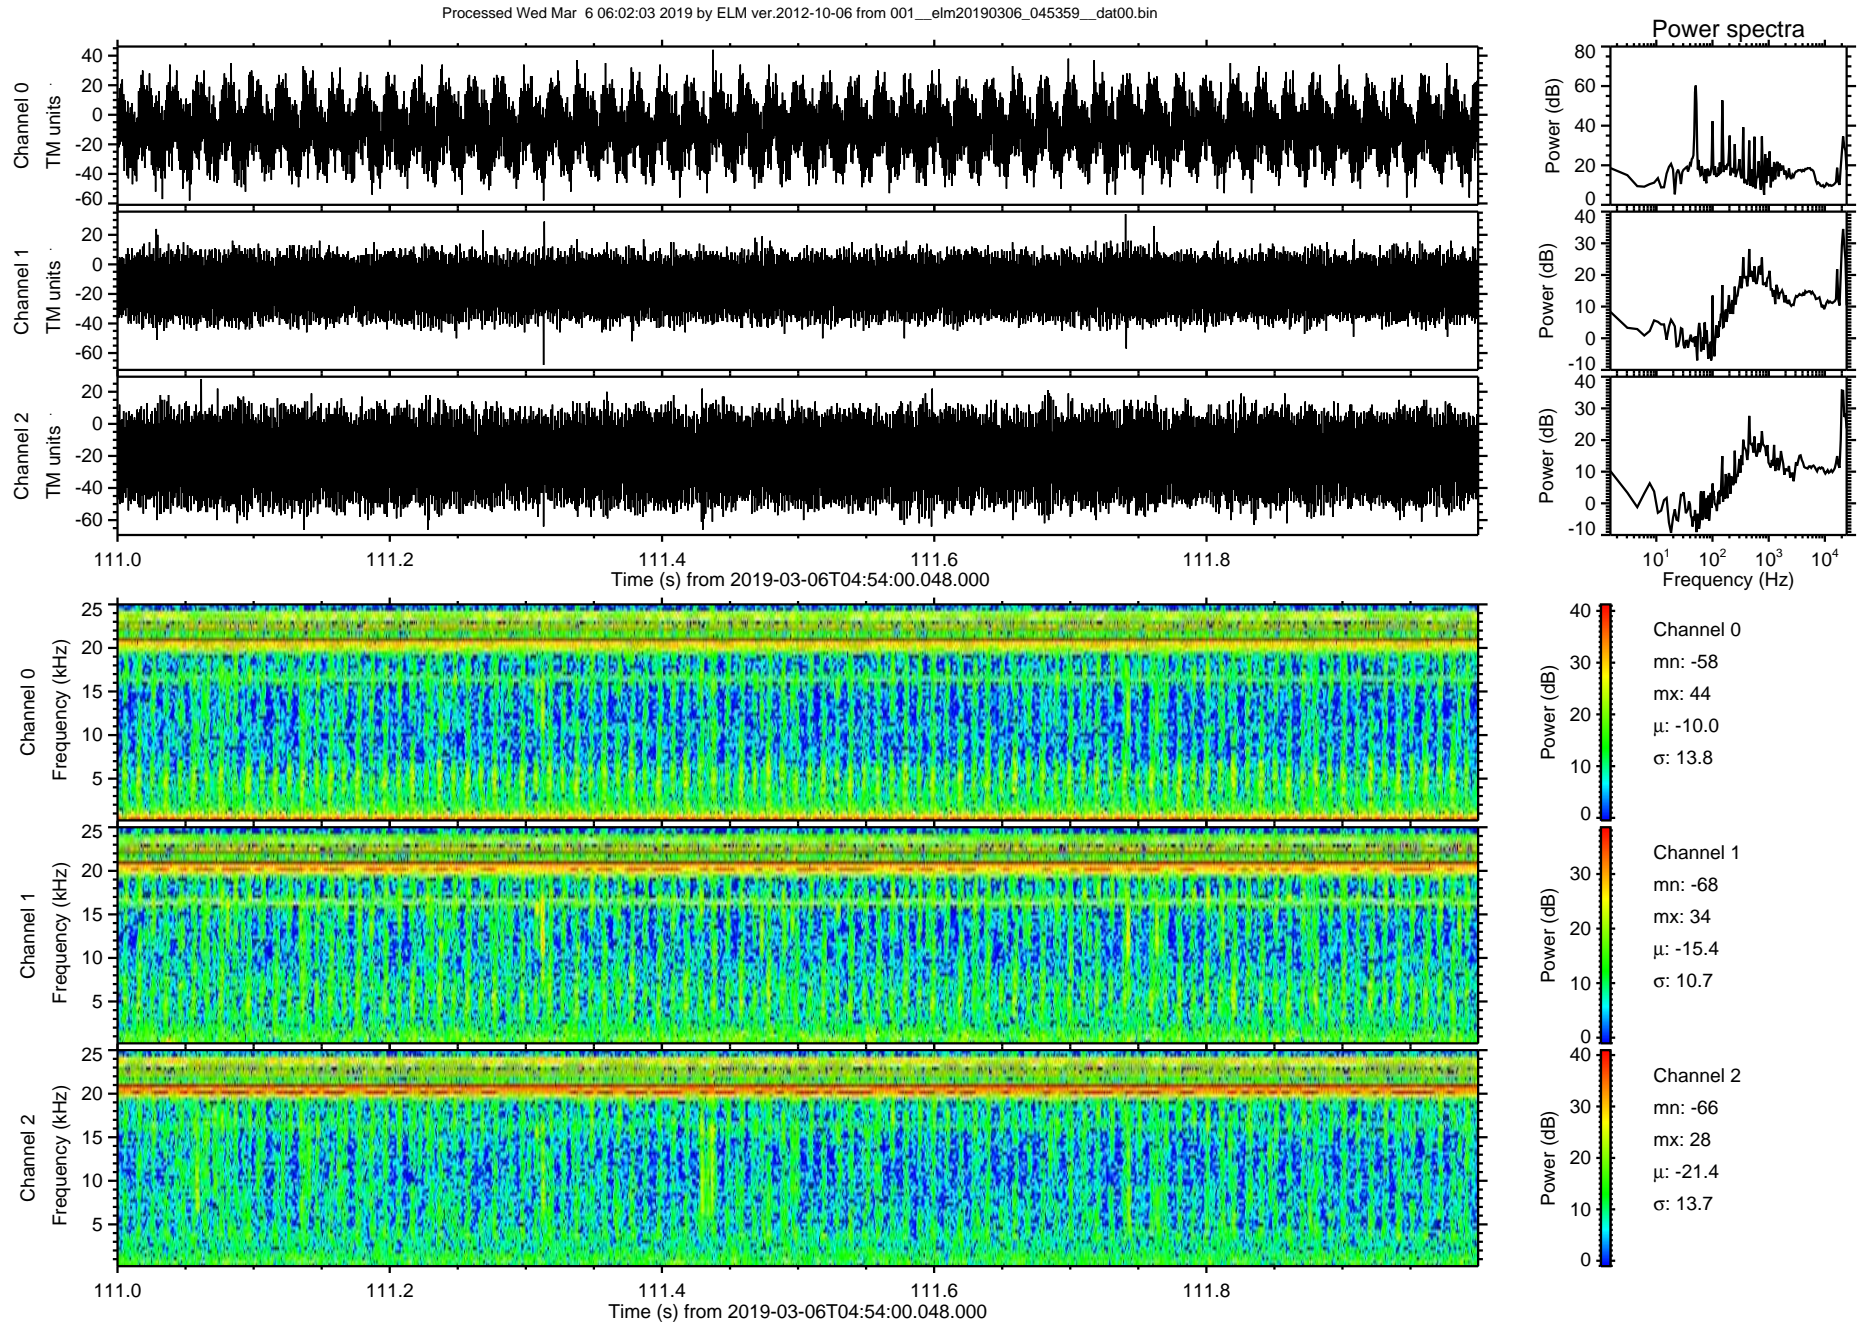 Processed Wed Mar 6 06:02:03 2019 by ELM ver.2012-10-06 from 001__elm20190306_045359__dat00.bin
Power spectra
Channel 0
TM units
40
20
0
-20
-40
-60
Power (dB)
80
60
40
20
0
Channel 1
TM units
20
0
-20
-40
-60
Power (dB)
40
30
20
10
0
-10
Channel 2
TM units
20
0
-20
-40
-60
Power (dB)
40
30
20
10
0
-10
111.0 111.2 111.4 111.6 111.8
Time (s) from 2019-03-06T04:54:00.048.000
10^1 10^2 10^3 10^4
Frequency (Hz)
Channel 0
Frequency (kHz)
25
20
15
10
5
Power (dB)
40
30
20
10
0
Channel 0
mn: -58
mx: 44
μ: -10.0
σ: 13.8
Channel 1
Frequency (kHz)
25
20
15
10
5
Power (dB)
30
20
10
0
Channel 1
mn: -68
mx: 34
μ: -15.4
σ: 10.7
Channel 2
Frequency (kHz)
25
20
15
10
5
Power (dB)
40
30
20
10
0
Channel 2
mn: -66
mx: 28
μ: -21.4
σ: 13.7
111.0 111.2 111.4 111.6 111.8
Time (s) from 2019-03-06T04:54:00.048.000